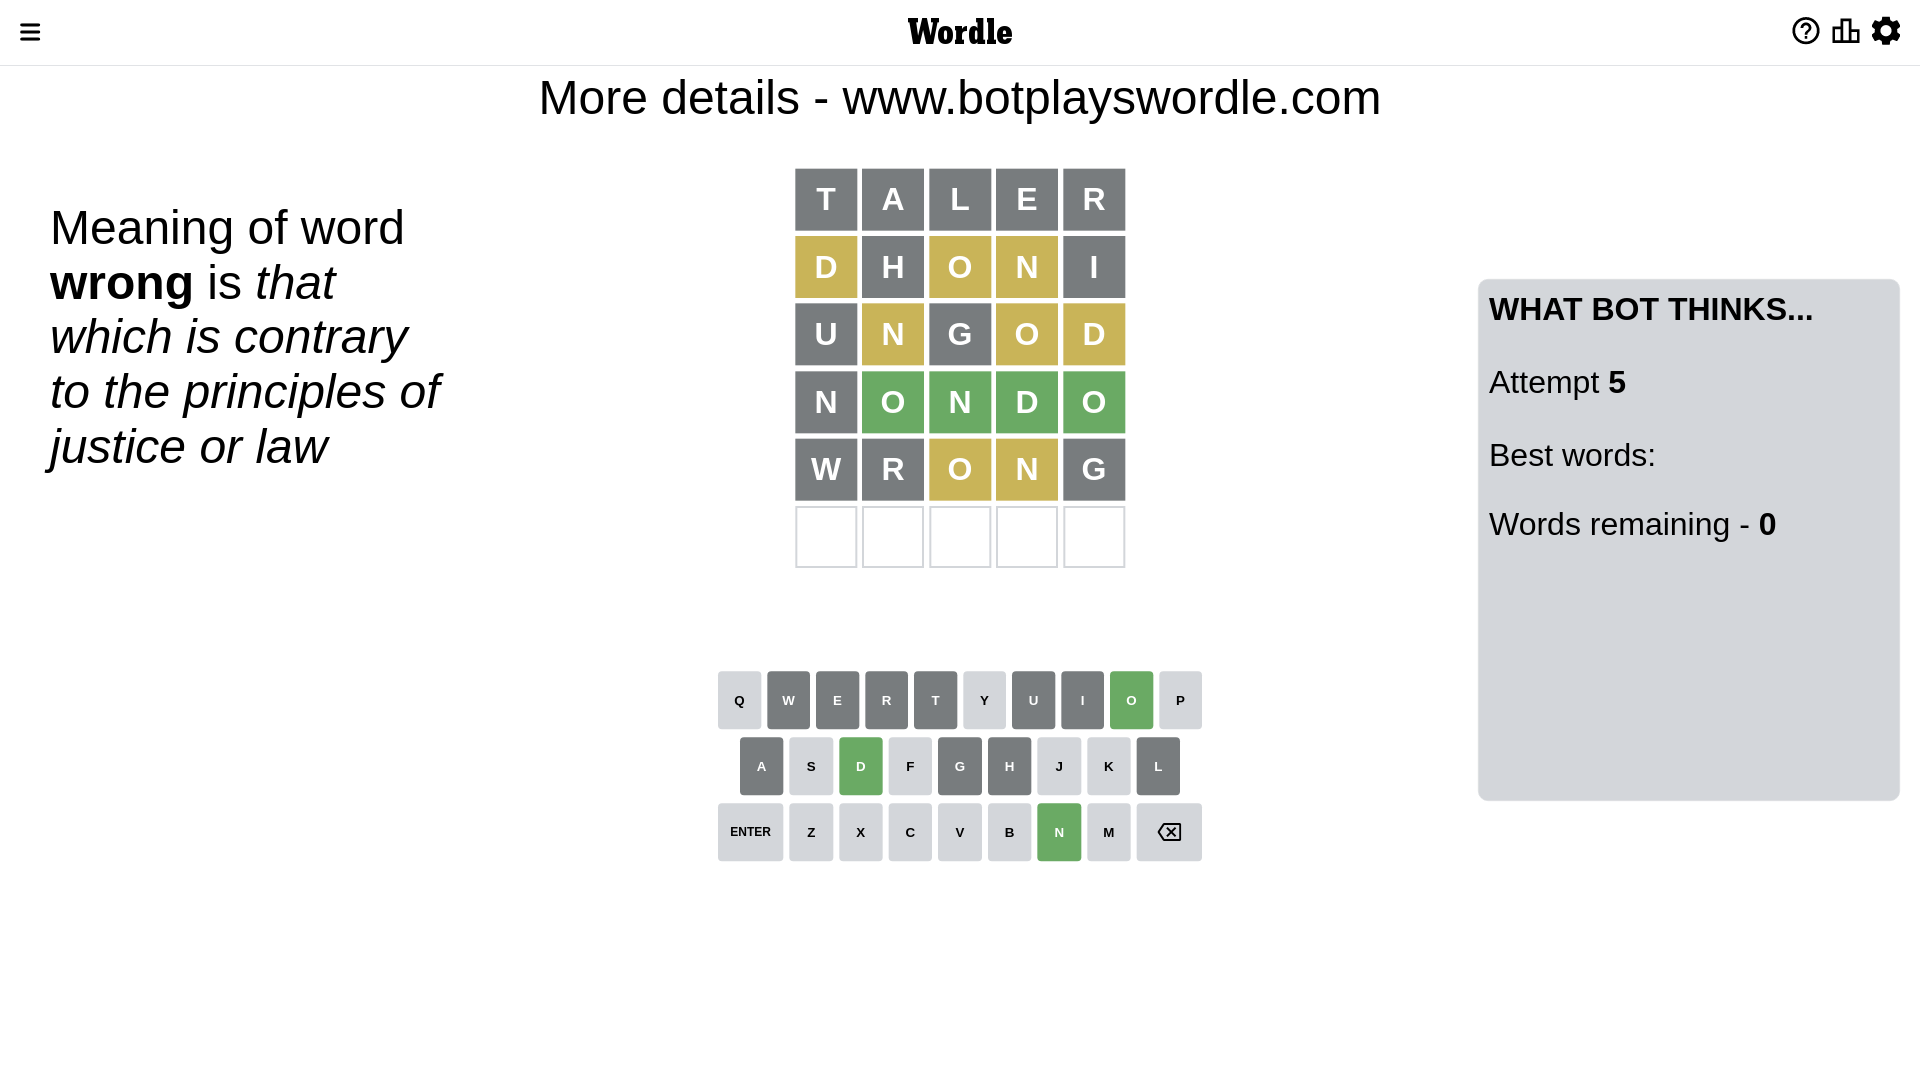 Wordle
More details - www.botplayswordle.com
Meaning of word
wrong is that
which is contrary
to the principles of
justice or law
T A L E R
D H O N I
U N G O D
N O N D O
W R O N G
WHAT BOT THINKS...
Attempt 5
Best words:
Words remaining - 0
Q W E R T Y U I O P
A S D F G H J K L
ENTER Z X C V B N M